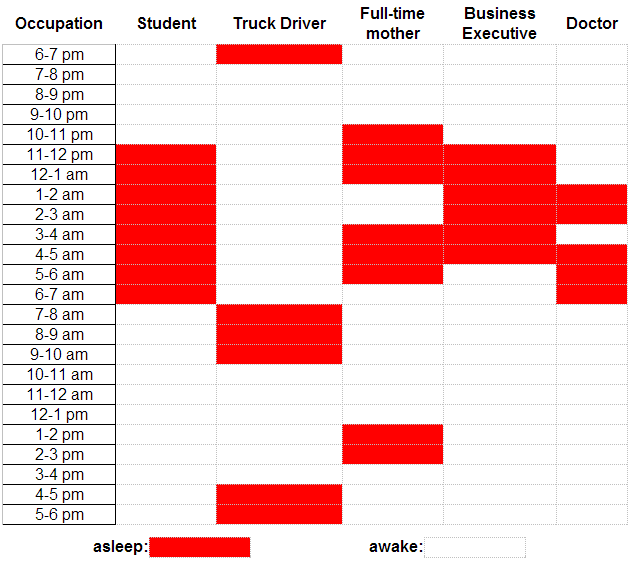 Occupation Student Truck Driver Full-time mother Business Executive Doctor
6-7 pm
7-8 pm
8-9 pm
9-10 pm
10-11 pm
11-12 pm
12-1 am
1-2 am
2-3 am
3-4 am
4-5 am
5-6 am
6-7 am
7-8 am
8-9 am
9-10 am
10-11 am
11-12 am
12-1 pm
1-2 pm
2-3 pm
3-4 pm
4-5 pm
5-6 pm
asleep: awake: